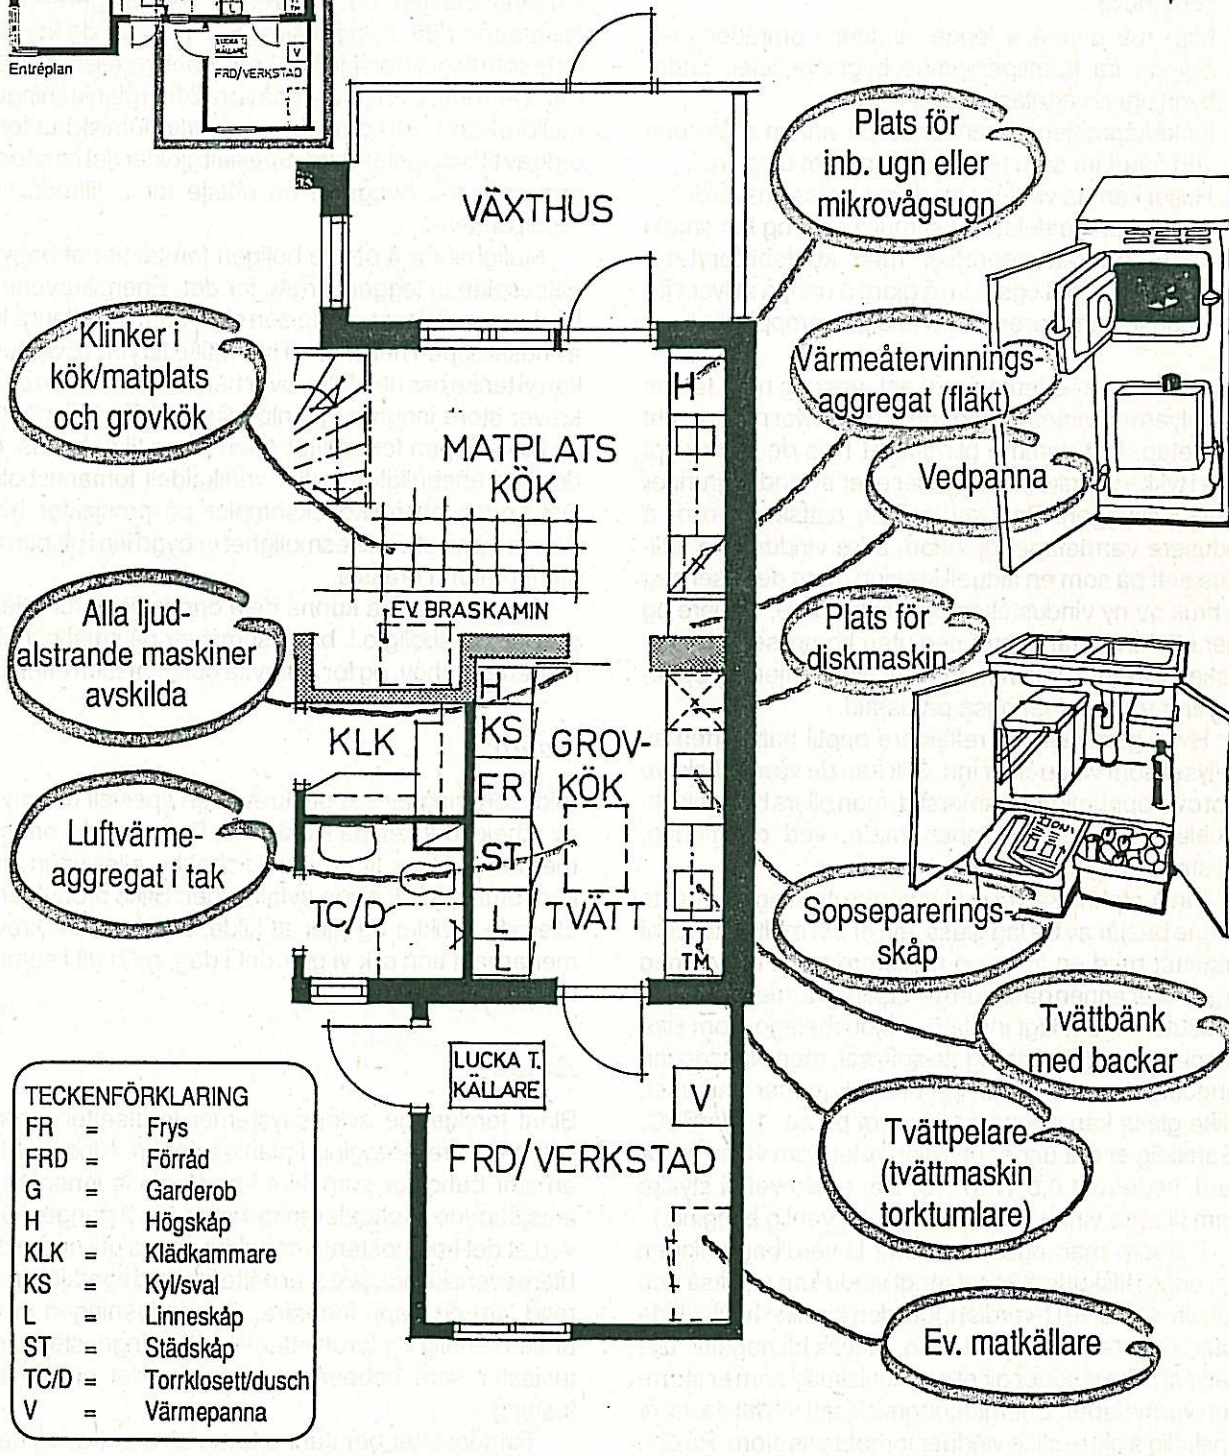 Entréplan
LUCKA T.
KÄLLARE
V
FRD/VERKSTAD
VÄXTHUS
Plats för
inb. ugn eller
mikrovågsugn
Klinker i
kök/matplats
och grovkök
Värmeåtervinnings-
aggregat (fläkt)
H
MATPLATS
KÖK
Vedpanna
EV. BRASKAMIN
Alla ljud-
alstrande maskiner
avskilda
Plats för
diskmaskin
H
KS
FR
ST
L
KLK
GROV-
KÖK
TVÄTT
TT
TM
TC/D
Luftvärme-
aggregat i tak
Sopseparerings-
skåp
Tvättbänk
med backar
LUCKA T.
KÄLLARE
V
FRD/VERKSTAD
Tvättpelare
(tvättmaskin
torktumlare)
Ev. matkällare
TECKENFÖRKLARING
FR = Frys
FRD = Förråd
G = Garderob
H = Högskåp
KLK = Klädkammare
KS = Kyl/sval
L = Linneskåp
ST = Städskåp
TC/D = Torrklosett/dusch
V = Värmepanna